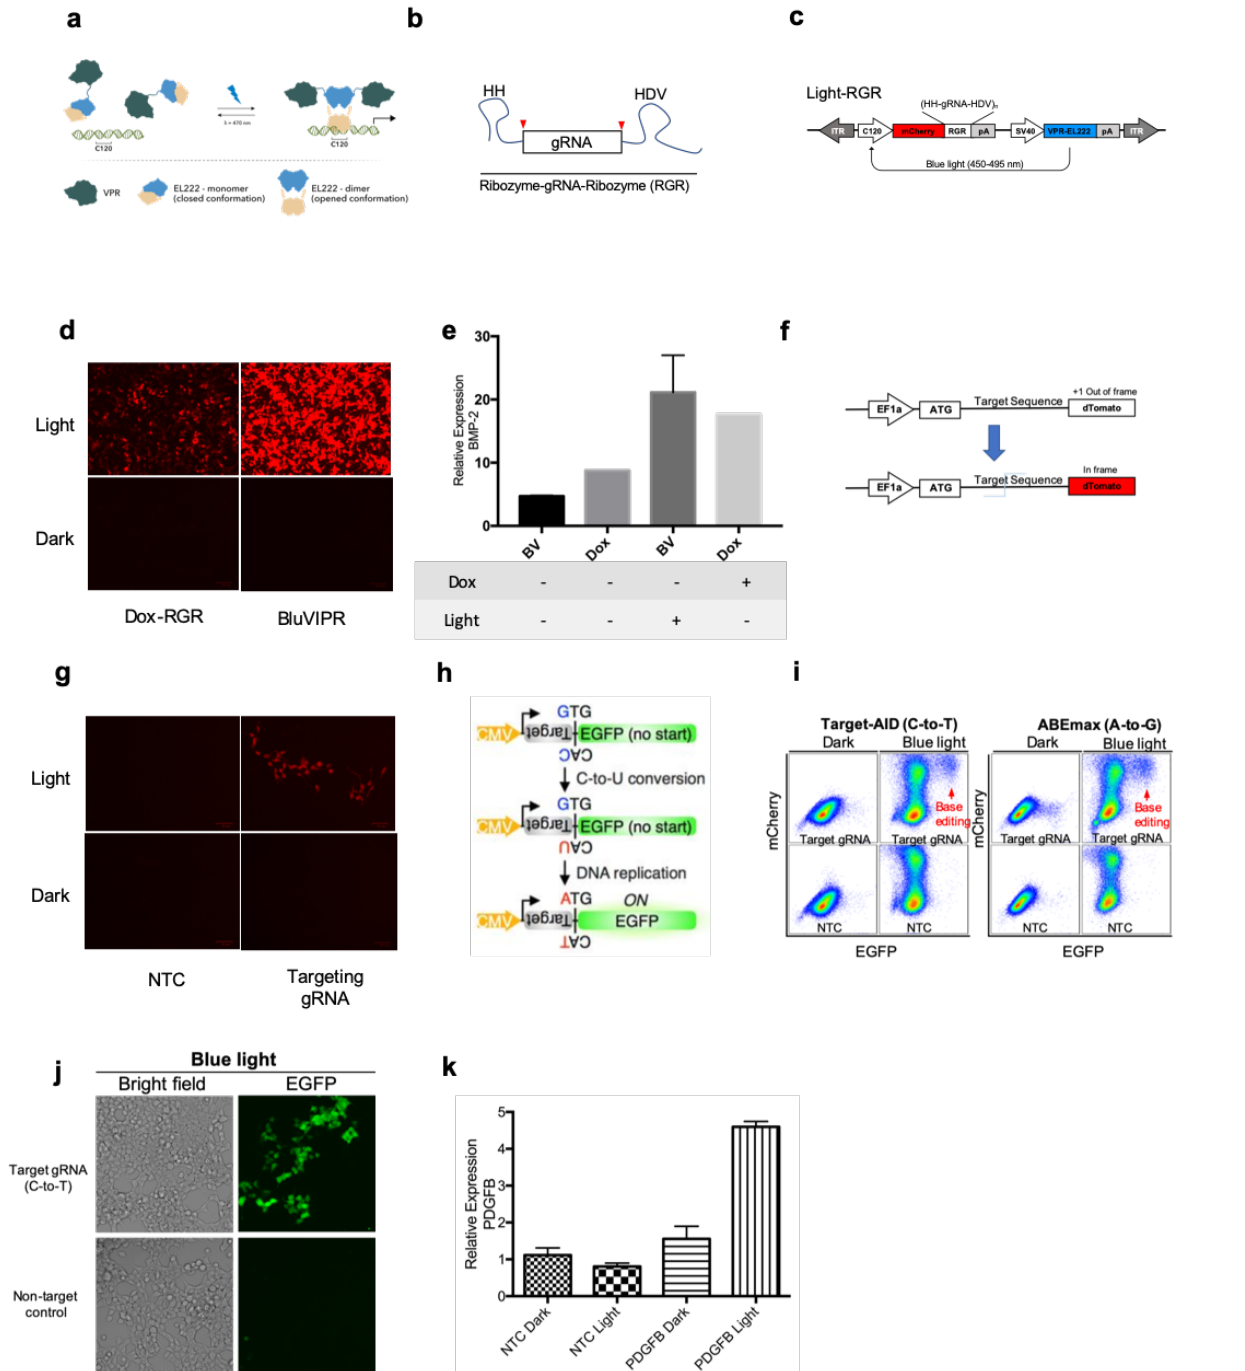 a
b
c
λ = 470 nm
C120
C120
VPR
EL222 - monomer
(closed conformation)
EL222 - dimer
(opened conformation)
HH
HDV
gRNA
Ribozyme-gRNA-Ribozyme (RGR)
Light-RGR
(HH-gRNA-HDV)n
ITR
C120
mCherry
RGR
pA
SV40
VPR-EL222
pA
ITR
Blue light (450-495 nm)
d
e
f
Light
Dark
Dox-RGR
BluVIPR
Relative Expression
BMP-2
30
20
10
0
BV
Dox
BV
Dox
Dox - - - +
Light - - + -
+1 Out of frame
EF1a
ATG
Target Sequence
dTomato
In frame
EF1a
ATG
Target Sequence
dTomato
g
h
i
Light
Dark
NTC
Targeting
gRNA
GTG
CMV
Target
EGFP (no start)
CAC
C-to-U conversion
GTG
CMV
Target
EGFP (no start)
CAU
DNA replication
ATG
ON
CMV
Target
EGFP
CAT
Target-AID (C-to-T)
Dark
Blue light
ABEmax (A-to-G)
Dark
Blue light
mCherry
Base
editing
Target gRNA
Target gRNA
NTC
NTC
EGFP
mCherry
Base
editing
Target gRNA
Target gRNA
NTC
NTC
EGFP
j
k
Blue light
Bright field
EGFP
Target gRNA
(C-to-T)
Non-target
control
Relative Expression
PDGFB
5
4
3
2
1
0
NTC Dark
NTC Light
PDGFB Dark
PDGFB Light